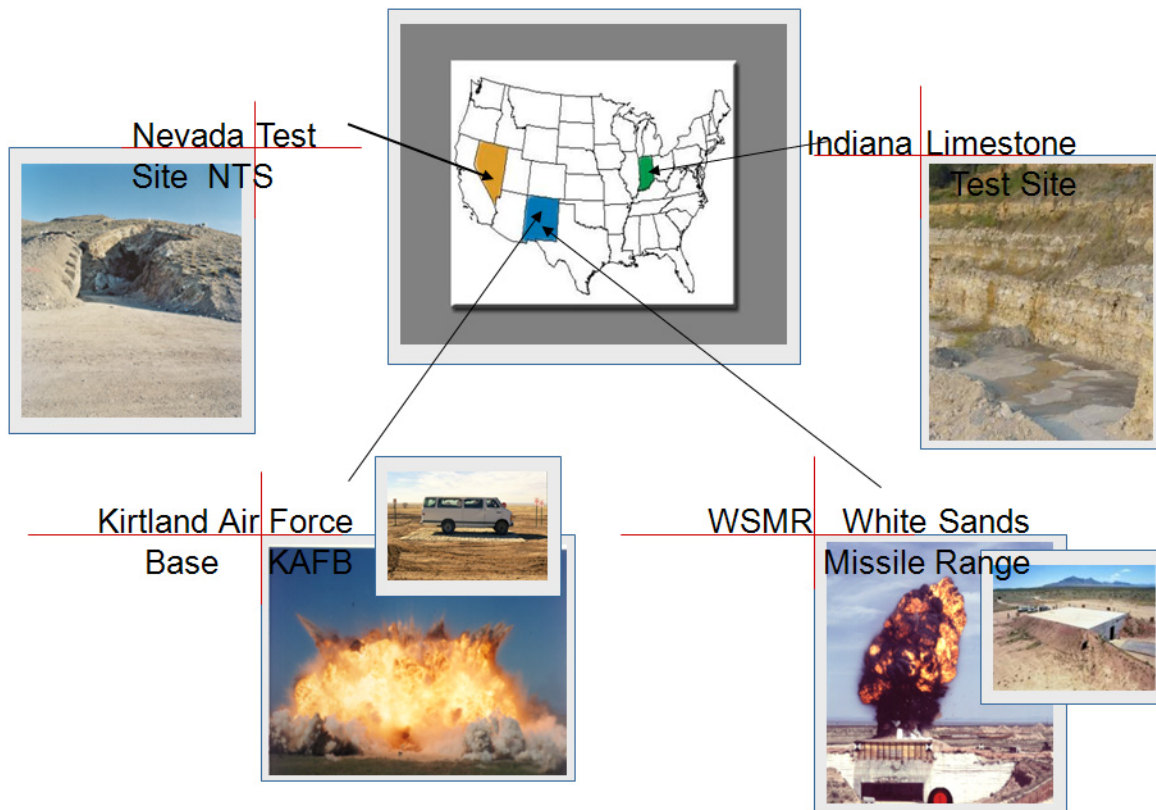 Nevada Test
Site NTS
Indiana Limestone
Test Site
Kirtland Air Force
Base KAFB
WSMR White Sands
Missile Range